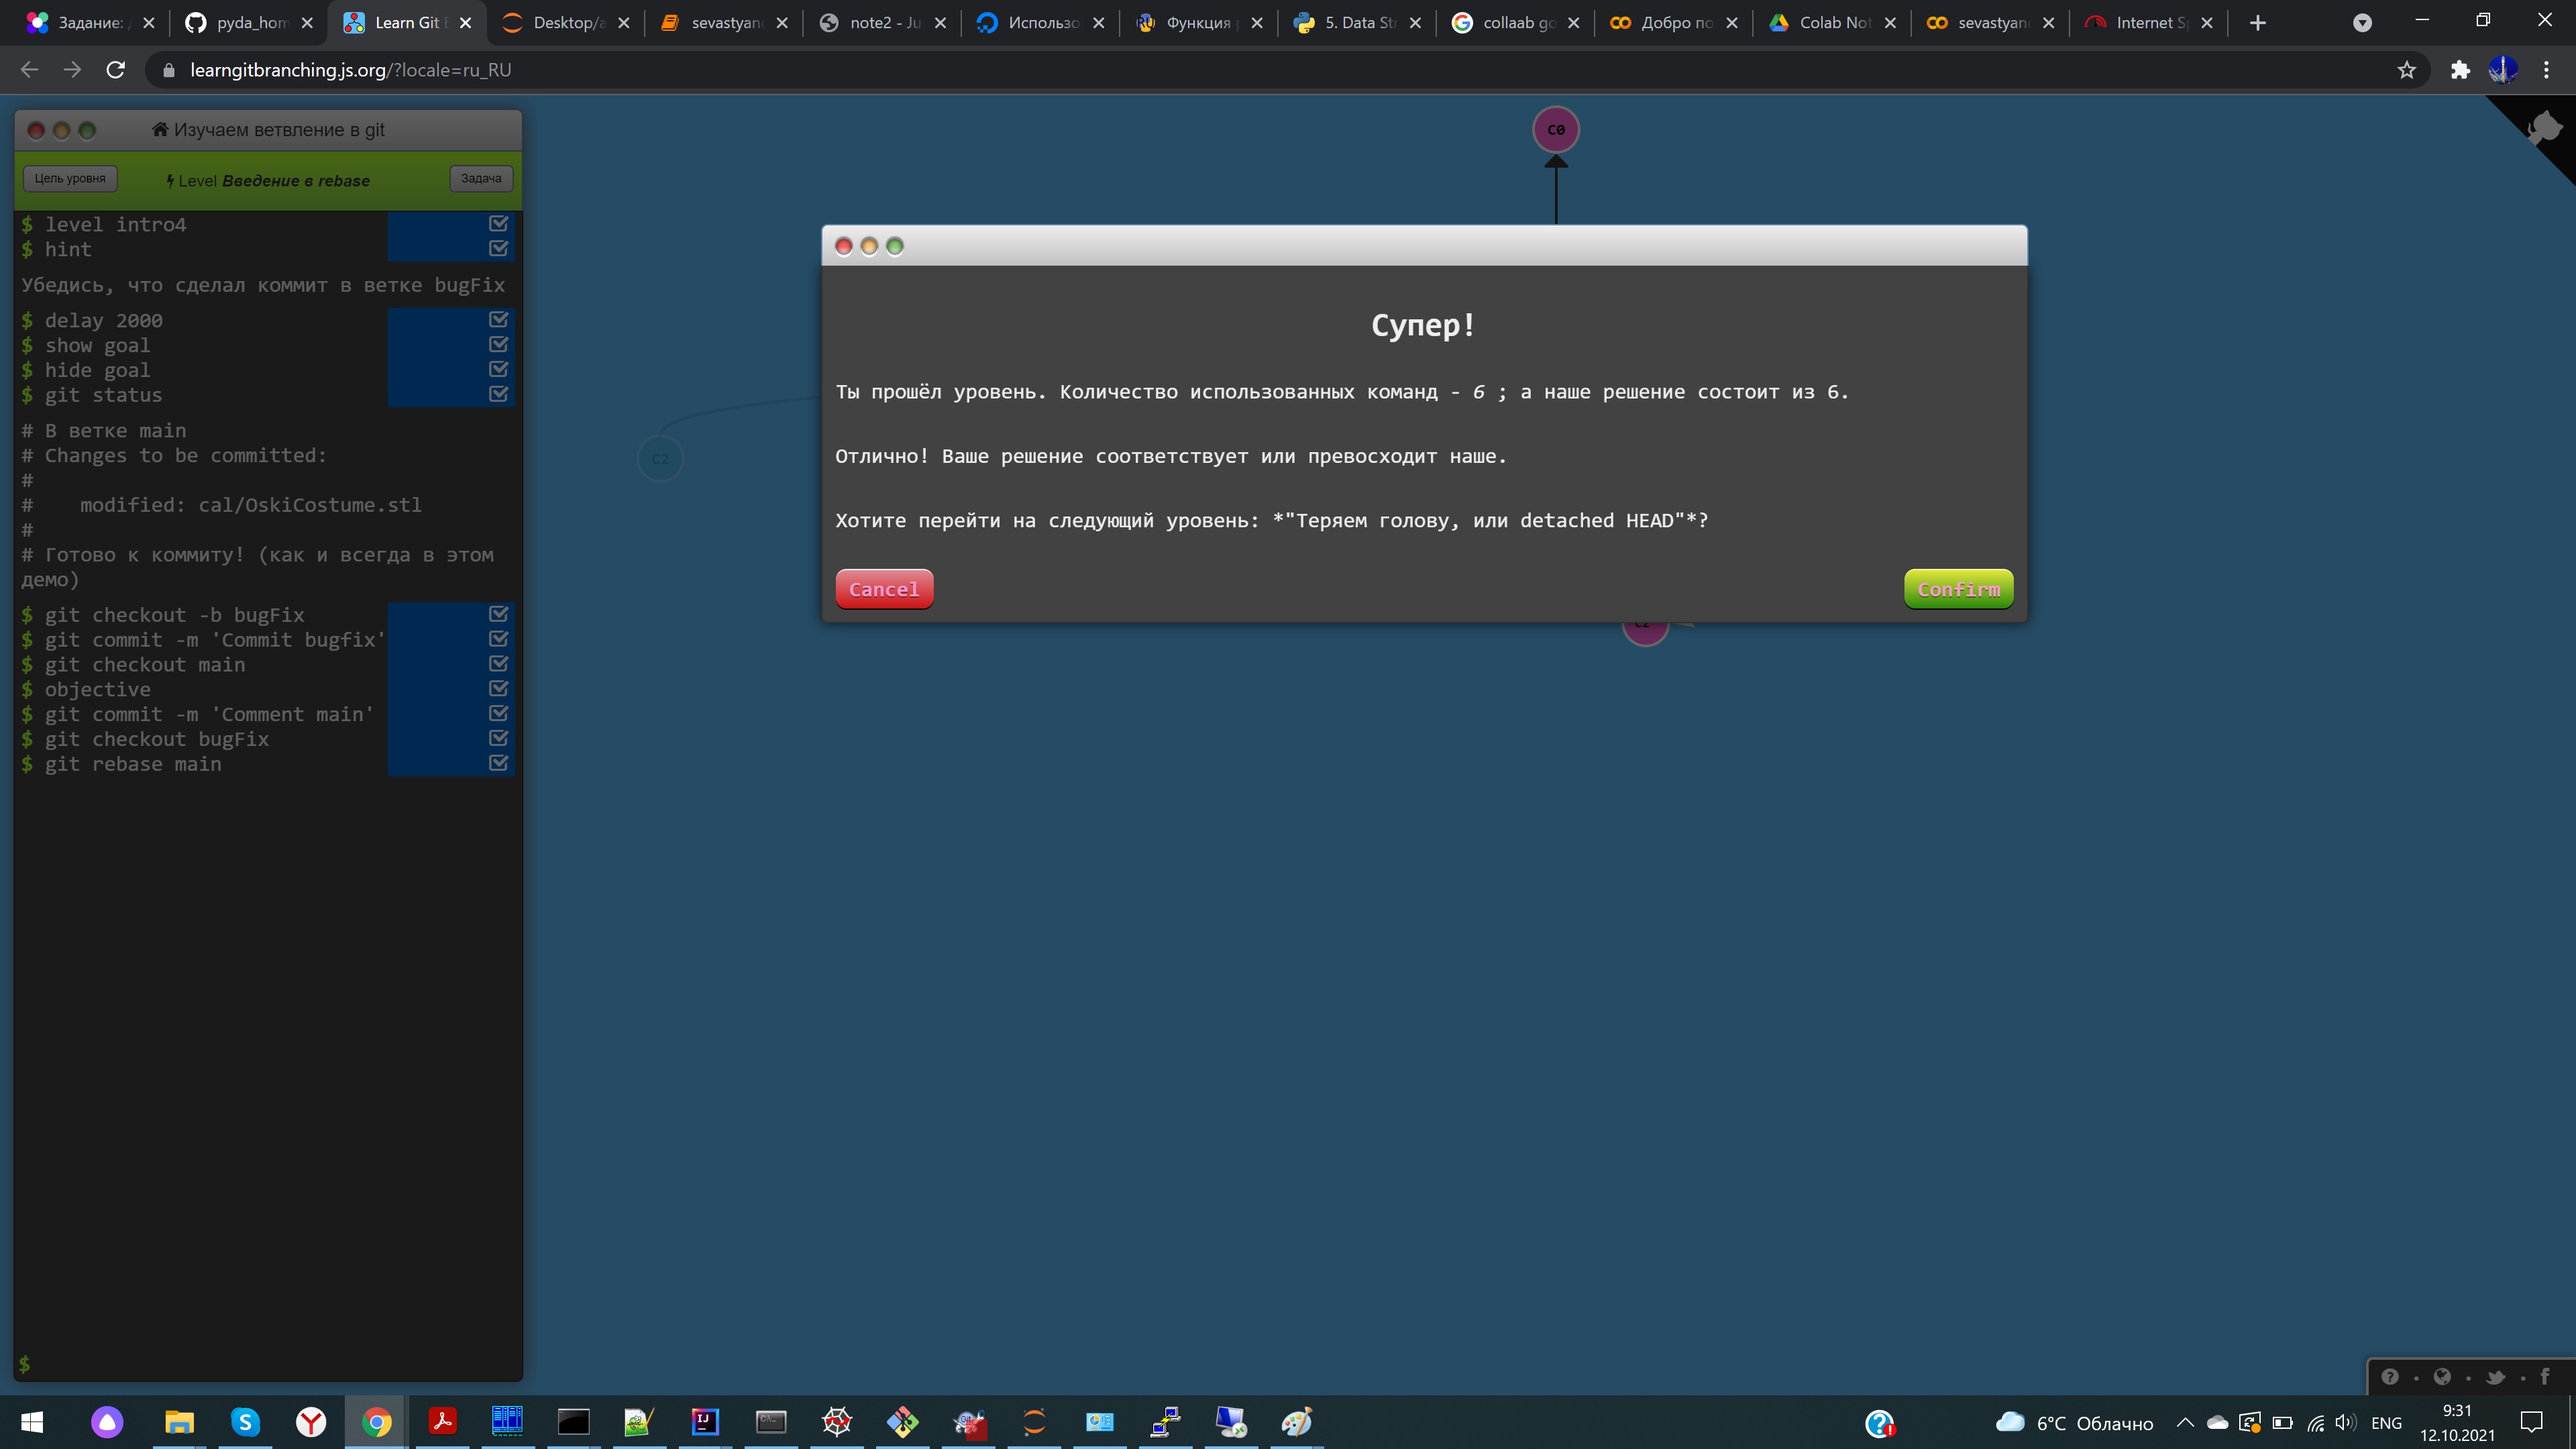 Задание:
pyda_hom
Learn Git B
Desktop/a
sevastyano
note2 - Ju
Использо
Функция
5. Data Str
collaab go
Добро по
Colab Not
sevastyano
Internet Sp
learngitbranching.js.org/?locale=ru_RU
Изучаем ветвление в git
Цель уровня
Level Введение в rebase
Задача
$ level intro4
$ hint
Убедись, что сделал коммит в ветке bugFix
$ delay 2000
$ show goal
$ hide goal
$ git status
# В ветке main
# Changes to be committed:
#
# modified: cal/OskiCostume.stl
#
# Готово к коммиту! (как и всегда в этом
демо)
$ git checkout -b bugFix
$ git commit -m 'Commit bugfix'
$ git checkout main
$ objective
$ git commit -m 'Comment main'
$ git checkout bugFix
$ git rebase main
$
C0
C2
Супер!
Ты прошёл уровень. Количество использованных команд - 6 ; а наше решение состоит из 6.
Отлично! Ваше решение соответствует или превосходит наше.
Хотите перейти на следующий уровень: *"Теряем голову, или detached HEAD"*?
Cancel
Confirm
6°C Облачно
ENG
9:31
12.10.2021